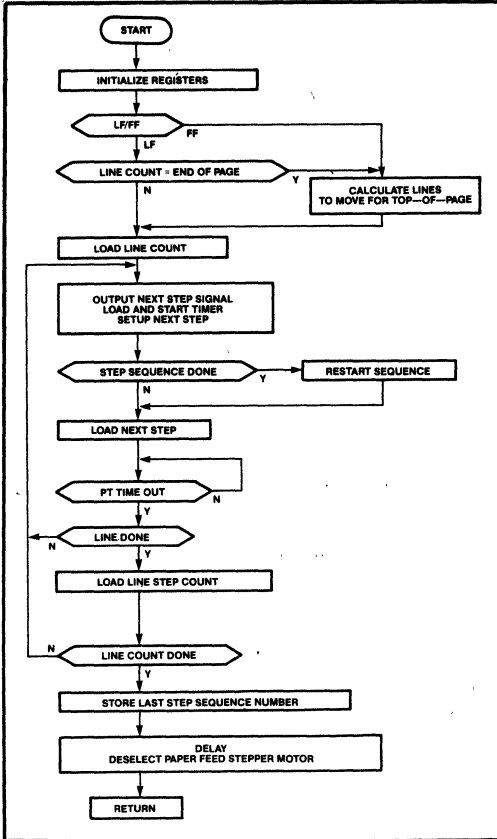 START
INITIALIZE REGISTERS
LF/FF
FF
LF
LINE COUNT = END OF PAGE
Y
N
CALCULATE LINES
TO MOVE FOR TOP—OF—PAGE
LOAD LINE COUNT
OUTPUT NEXT STEP SIGNAL
LOAD AND START TIMER
SETUP NEXT STEP
STEP SEQUENCE DONE
Y
RESTART SEQUENCE
N
LOAD NEXT STEP
PT TIME OUT
N
Y
LINE DONE
N
Y
LOAD LINE STEP COUNT
N
LINE COUNT DONE
Y
STORE LAST STEP SEQUENCE NUMBER
DELAY
DESELECT PAPER FEED STEPPER MOTOR
RETURN